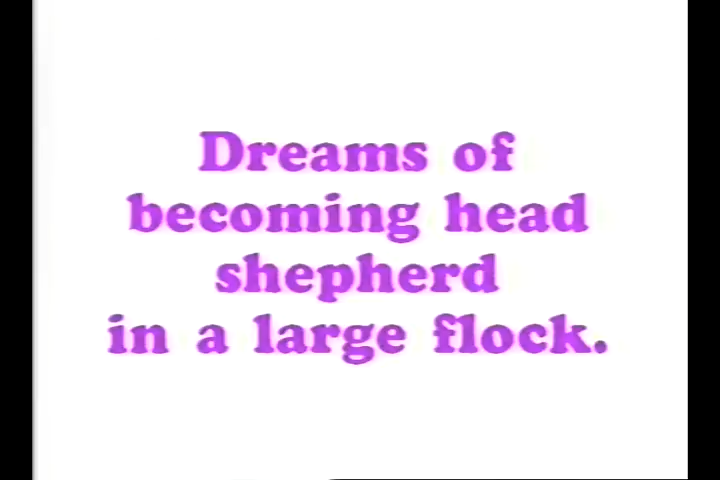 Dreams of
becoming head
shepherd
in a large flock.